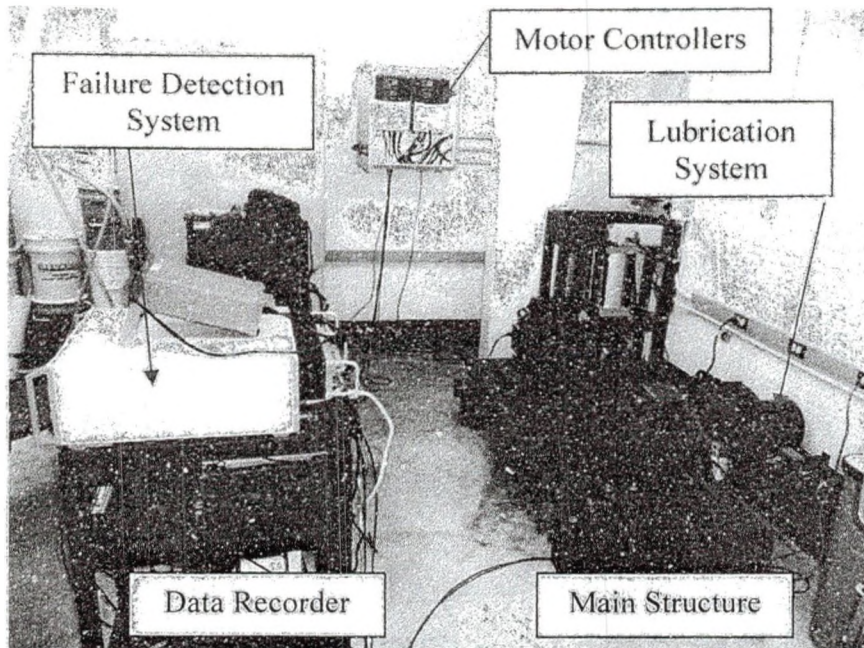 Motor Controllers
Failure Detection
System
Lubrication
System
Data Recorder
Main Structure